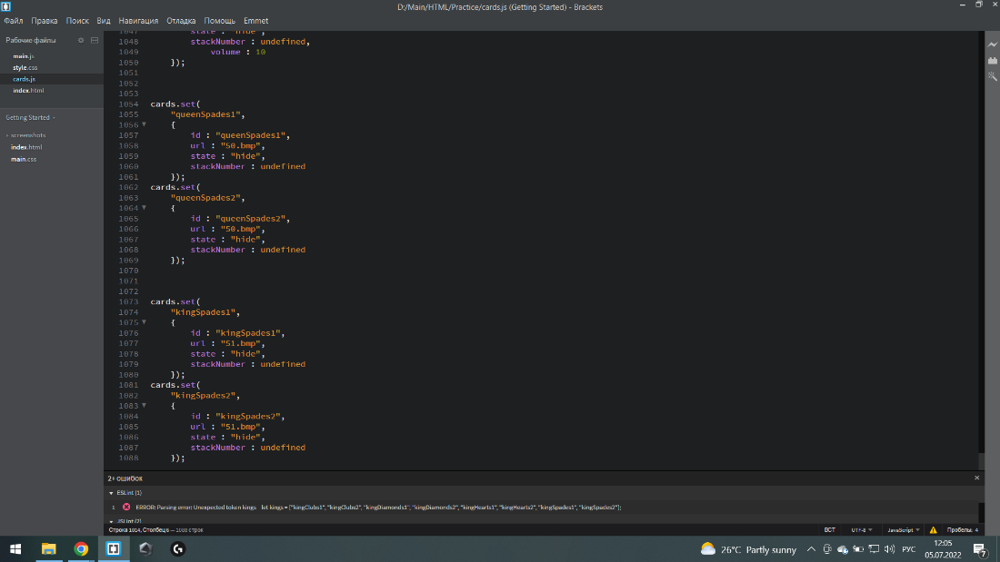 D:/Main/HTML/Practice/cards.js (Getting Started) - Brackets
Файл Правка Поиск Вид Навигация Отладка Помощь Emmet
Рабочие файлы
main.js
style.css
cards.js
index.html
Getting Started
screenshots
index.html
main.css
1047 state : "hide",
1048 stackNumber : undefined,
1049 volume : 10
1050 });
1051
1052
1053
1054 cards.set(
1055 "queenSpades1",
1056 {
1057 id : "queenSpades1",
1058 url : "50.bmp",
1059 state : "hide",
1060 stackNumber : undefined
1061 });
1062 cards.set(
1063 "queenSpades2",
1064 {
1065 id : "queenSpades2",
1066 url : "50.bmp",
1067 state : "hide",
1068 stackNumber : undefined
1069 });
1070
1071
1072
1073 cards.set(
1074 "kingSpades1",
1075 {
1076 id : "kingSpades1",
1077 url : "51.bmp",
1078 state : "hide",
1079 stackNumber : undefined
1080 });
1081 cards.set(
1082 "kingSpades2",
1083 {
1084 id : "kingSpades2",
1085 url : "51.bmp",
1086 state : "hide",
1087 stackNumber : undefined
1088 });
2+ ошибок
ESLint (1)
1 ERROR: Parsing error: Unexpected token kings let kings = ["kingClubs1", "kingClubs2", "kingDiamonds1", "kingDiamonds2", "kingHearts1", "kingHearts2", "kingSpades1", "kingSpades2"];
JSLint (2)
Строка 1014, Столбец 6 — строк
ВСТ UTF-8 JavaScript Пробелы: 4
26°C Partly sunny
РУС
12:05
05.07.2022
7